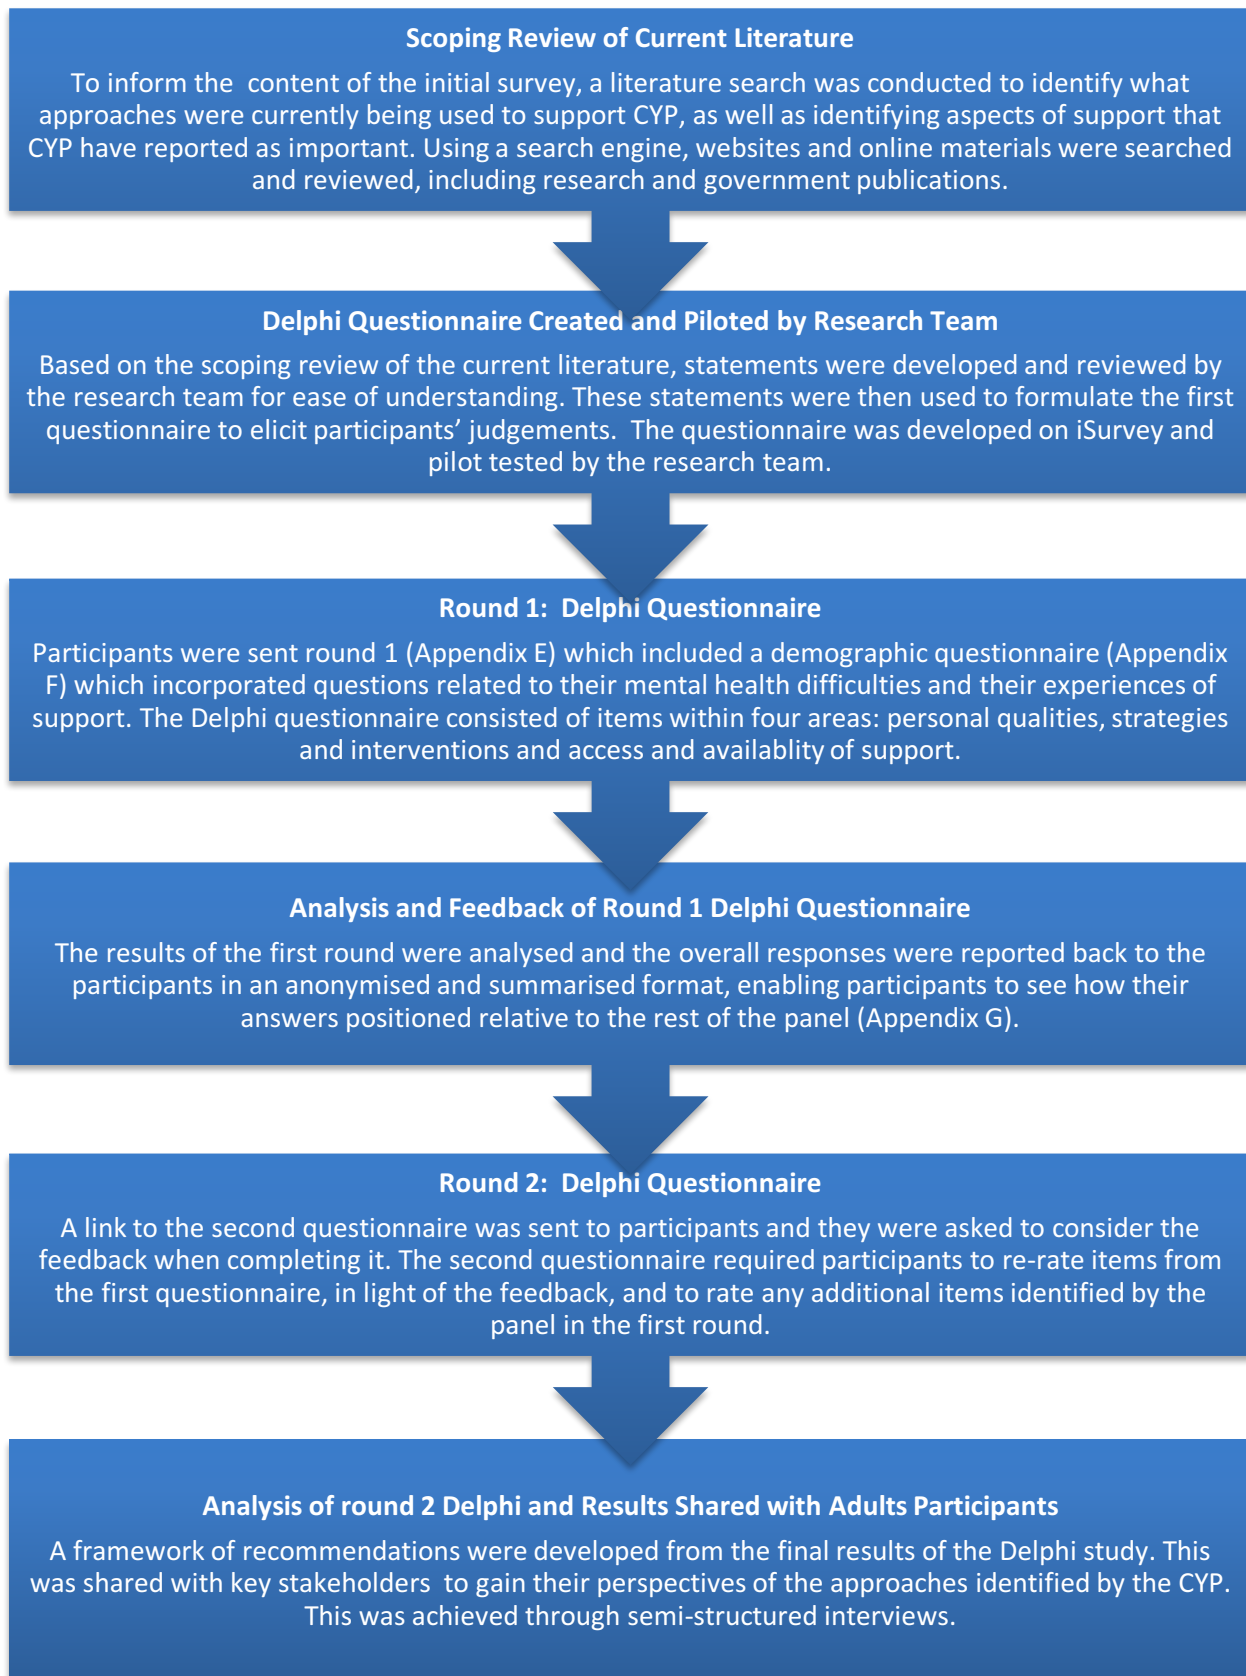 Scoping Review of Current Literature
To inform the  content of the initial survey, a literature search was conducted to identify what
approaches were currently being used to support CYP, as well as identifying aspects of support that
CYP have reported as important. Using a search engine, websites and online materials were searched
and reviewed, including research and government publications.
Delphi Questionnaire Created and Piloted by Research Team
Based on the scoping review of the current literature, statements were developed and reviewed by
the research team for ease of understanding. These statements were then used to formulate the first
questionnaire to elicit participants’ judgements.  The questionnaire was developed on iSurvey and
pilot tested by the research team.
Round 1:  Delphi Questionnaire
Participants were sent round 1 (Appendix E) which included a demographic questionnaire (Appendix
F) which incorporated questions related to their mental health difficulties and their experiences of
support. The Delphi questionnaire consisted of items within four areas: personal qualities, strategies
and interventions and access and availablity of support.
Analysis and Feedback of Round 1 Delphi Questionnaire
The results of the first round were analysed and the overall responses were reported back to the
participants in an anonymised and summarised format, enabling participants to see how their
answers positioned relative to the rest of the panel (Appendix G).
Round 2:  Delphi Questionnaire
A link to the second questionnaire was sent to participants and they were asked to consider the
feedback when completing it. The second questionnaire required participants to re-rate items from
the first questionnaire, in light of the feedback, and to rate any additional items identified by the
panel in the first round.
Analysis of round 2 Delphi and Results Shared with Adults Participants
A framework of recommendations were developed from the final results of the Delphi study. This
was shared with key stakeholders  to gain their perspectives of the approaches identified by the CYP.
This was achieved through semi-structured interviews.